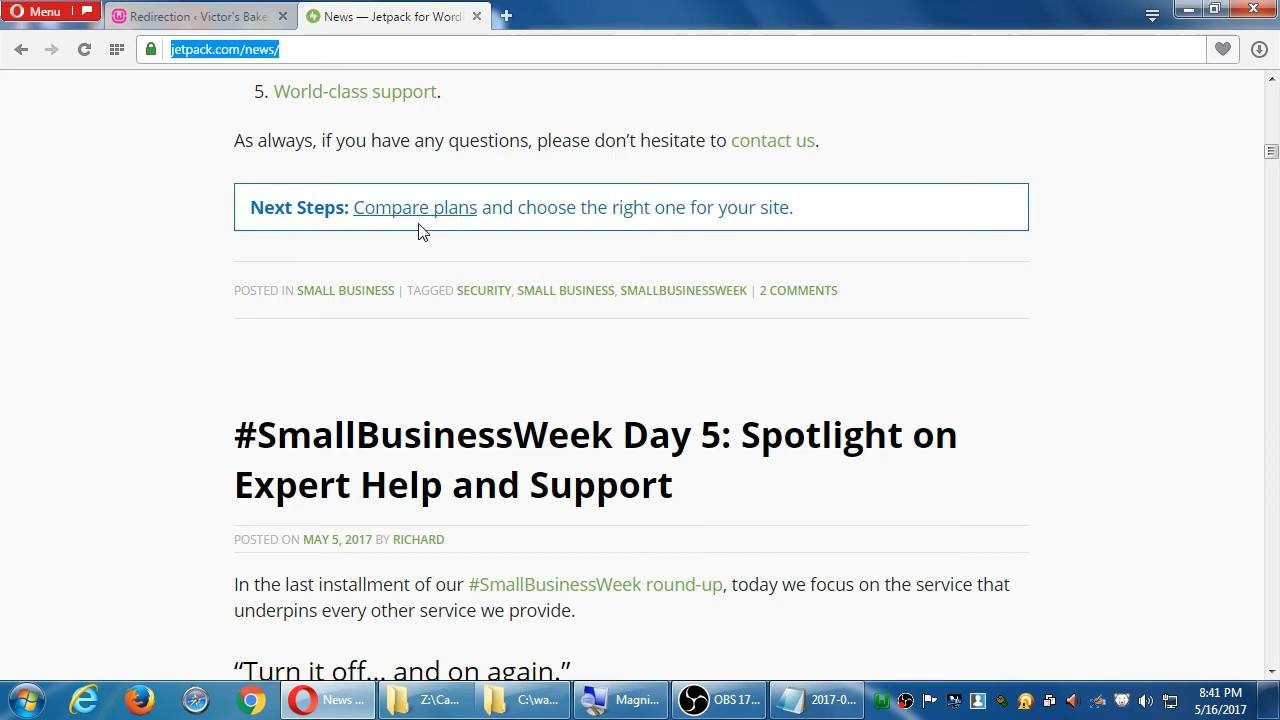 Menu
Redirection ‹ Victor's Bake
News — Jetpack for Word
jetpack.com/news/
5. World-class support.
As always, if you have any questions, please don’t hesitate to contact us.
Next Steps: Compare plans and choose the right one for your site.
POSTED IN SMALL BUSINESS | TAGGED SECURITY, SMALL BUSINESS, SMALLBUSINESSWEEK | 2 COMMENTS
#SmallBusinessWeek Day 5: Spotlight on
Expert Help and Support
POSTED ON MAY 5, 2017 BY RICHARD
In the last installment of our #SmallBusinessWeek round-up, today we focus on the service that
underpins every other service we provide.
“Turn it off… and on again.”
News ...
Z:\Ca...
C:\wa...
Magni...
OBS 17...
2017-0...
8:41 PM
5/16/2017